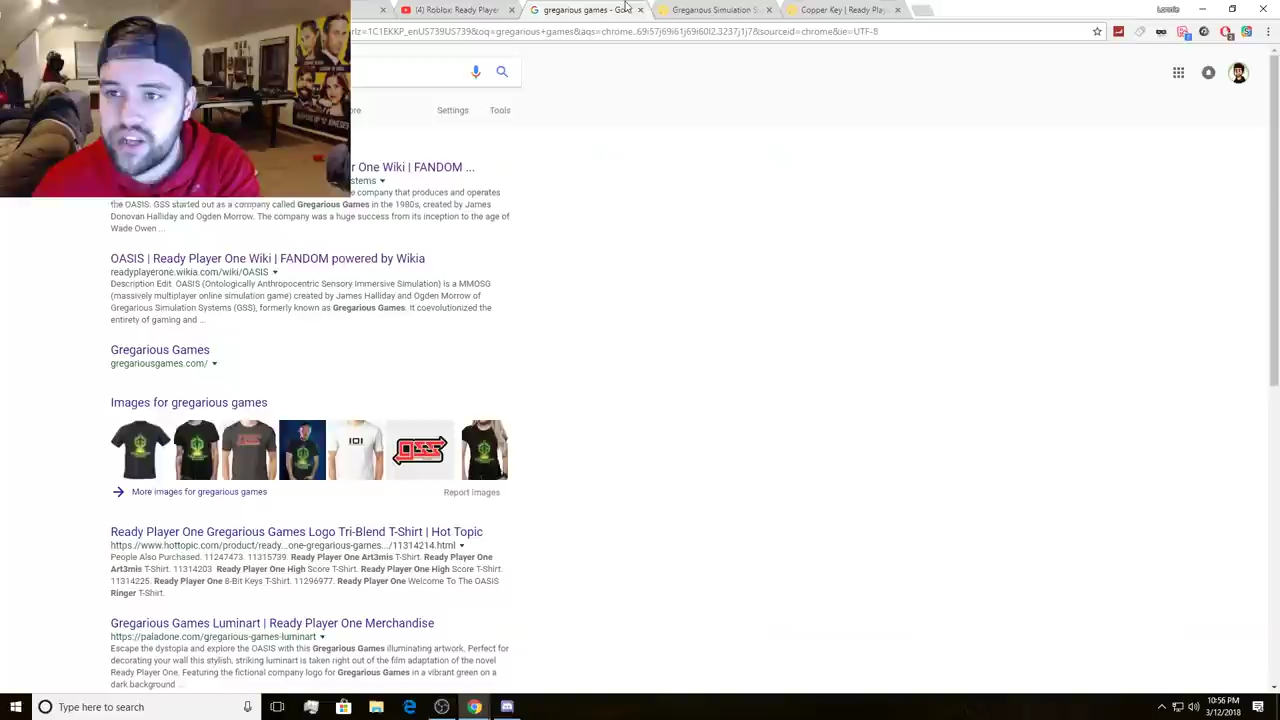 (4) Roblox Ready Player
gregarious games - Goo
Gregarious Simulation S
Copper Key | Ready Play
rlz=1C1EKKP_enUS739US739&oq=gregarious+games&aqs=chrome..69i57j69i61j69i60l2.3237j1j7&sourceid=chrome&ie=UTF-8
Settings Tools
r One Wiki | FANDOM ...
stems
e company that produces and operates
the OASIS. GSS started out as a company called Gregarious Games in the 1980s, created by James
Donovan Halliday and Ogden Morrow. The company was a huge success from its inception to the age of
Wade Owen ...
OASIS | Ready Player One Wiki | FANDOM powered by Wikia
readyplayerone.wikia.com/wiki/OASIS
Description Edit. OASIS (Ontologically Anthropocentric Sensory Immersive Simulation) is a MMOSG
(massively multiplayer online simulation game) created by James Halliday and Ogden Morrow of
Gregarious Simulation Systems (GSS), formerly known as Gregarious Games. It coevolutionized the
entirety of gaming and ...
Gregarious Games
gregariousgames.com/
Images for gregarious games
IOI
gss
More images for gregarious games
Report images
Ready Player One Gregarious Games Logo Tri-Blend T-Shirt | Hot Topic
https://www.hottopic.com/product/ready...one-gregarious-games.../11314214.html
People Also Purchased. 11247473. 11315739. Ready Player One Art3mis T-Shirt. Ready Player One
Art3mis T-Shirt. 11314203 Ready Player One High Score T-Shirt. Ready Player One High Score T-Shirt.
11314225. Ready Player One 8-Bit Keys T-Shirt. 11296977. Ready Player One Welcome To The OASIS
Ringer T-Shirt.
Gregarious Games Luminart | Ready Player One Merchandise
https://paladone.com/gregarious-games-luminart
Escape the dystopia and explore the OASIS with this Gregarious Games illuminating artwork. Perfect for
decorating your wall this stylish, striking luminart is taken right out of the film adaptation of the novel
Ready Player One. Featuring the fictional company logo for Gregarious Games in a vibrant green on a
dark background ...
Type here to search
10:56 PM
3/12/2018